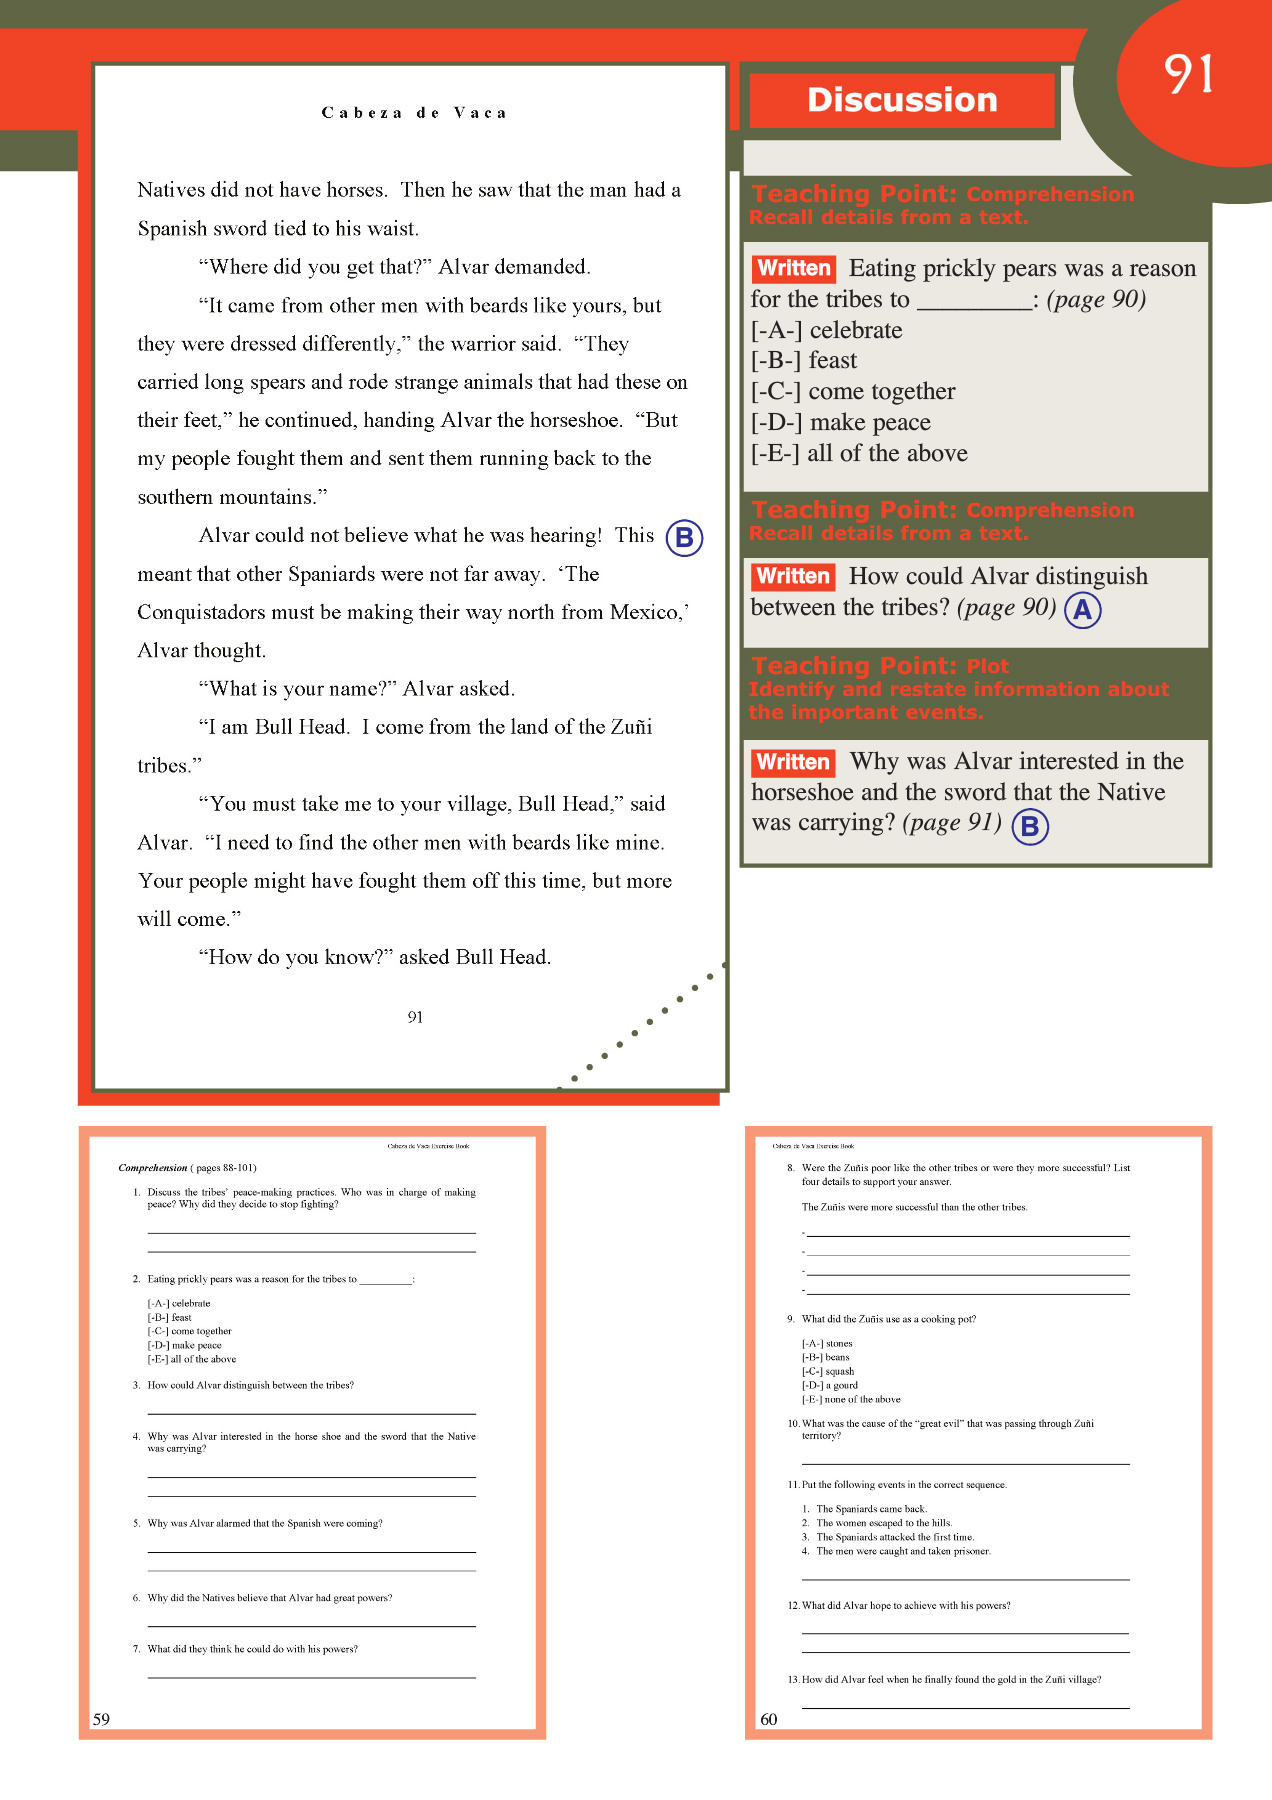 91
Cabeza de Vaca
Natives did not have horses.  Then he saw that the man had a
Spanish sword tied to his waist.
“Where did you get that?” Alvar demanded.
“It came from other men with beards like yours, but
they were dressed differently,” the warrior said.  “They
carried long spears and rode strange animals that had these on
their feet,” he continued, handing Alvar the horseshoe.  “But
my people fought them and sent them running back to the
southern mountains.”
Alvar could not believe what he was hearing!  This B
meant that other Spaniards were not far away.  ‘The
Conquistadors must be making their way north from Mexico,’
Alvar thought.
“What is your name?” Alvar asked.
“I am Bull Head.  I come from the land of the Zuñi
tribes.”
“You must take me to your village, Bull Head,” said
Alvar.  “I need to find the other men with beards like mine.
Your people might have fought them off this time, but more
will come.”
“How do you know?” asked Bull Head.
91
Discussion
Teaching Point: Comprehension
Recall details from a text.
Written Eating prickly pears was a reason
for the tribes to _________: (page 90)
[-A-] celebrate
[-B-] feast
[-C-] come together
[-D-] make peace
[-E-] all of the above
Teaching Point: Comprehension
Recall details from a text.
Written How could Alvar distinguish
between the tribes? (page 90) A
Teaching Point: Plot
Identify and restate information about
the important events.
Written Why was Alvar interested in the
horseshoe and the sword that the Native
was carrying? (page 91) B
Cabeza de Vaca Exercise Book
Comprehension ( pages 88-101)
1. Discuss the tribes’ peace-making practices. Who was in charge of making
peace? Why did they decide to stop fighting?
2. Eating prickly pears was a reason for the tribes to __________:
[-A-] celebrate
[-B-] feast
[-C-] come together
[-D-] make peace
[-E-] all of the above
3. How could Alvar distinguish between the tribes?
4. Why was Alvar interested in the horse shoe and the sword that the Native
was carrying?
5. Why was Alvar alarmed that the Spanish were coming?
6. Why did the Natives believe that Alvar had great powers?
7. What did they think he could do with his powers?
59
Cabeza de Vaca Exercise Book
8. Were the Zuñis poor like the other tribes or were they more successful? List
four details to support your answer.
The Zuñis were more successful than the other tribes.
-
-
-
-
9. What did the Zuñis use as a cooking pot?
[-A-] stones
[-B-] beans
[-C-] squash
[-D-] a gourd
[-E-] none of the above
10. What was the cause of the “great evil” that was passing through Zuñi
territory?
11. Put the following events in the correct sequence.
1. The Spaniards came back.
2. The women escaped to the hills.
3. The Spaniards attacked the first time.
4. The men were caught and taken prisoner.
12. What did Alvar hope to achieve with his powers?
13. How did Alvar feel when he finally found the gold in the Zuñi village?
60